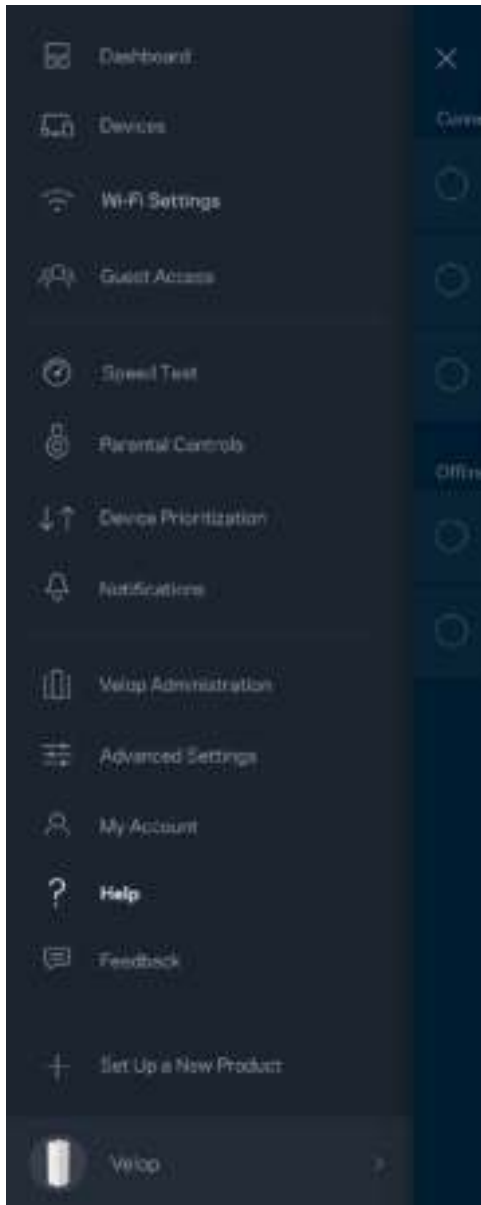 Dashboard
Devices
Wi-Fi Settings
Guest Access
Speed Test
Parental Controls
Device Prioritization
Notifications
Velop Administration
Advanced Settings
My Account
? Help
Feedback
Set Up a New Product
Velop